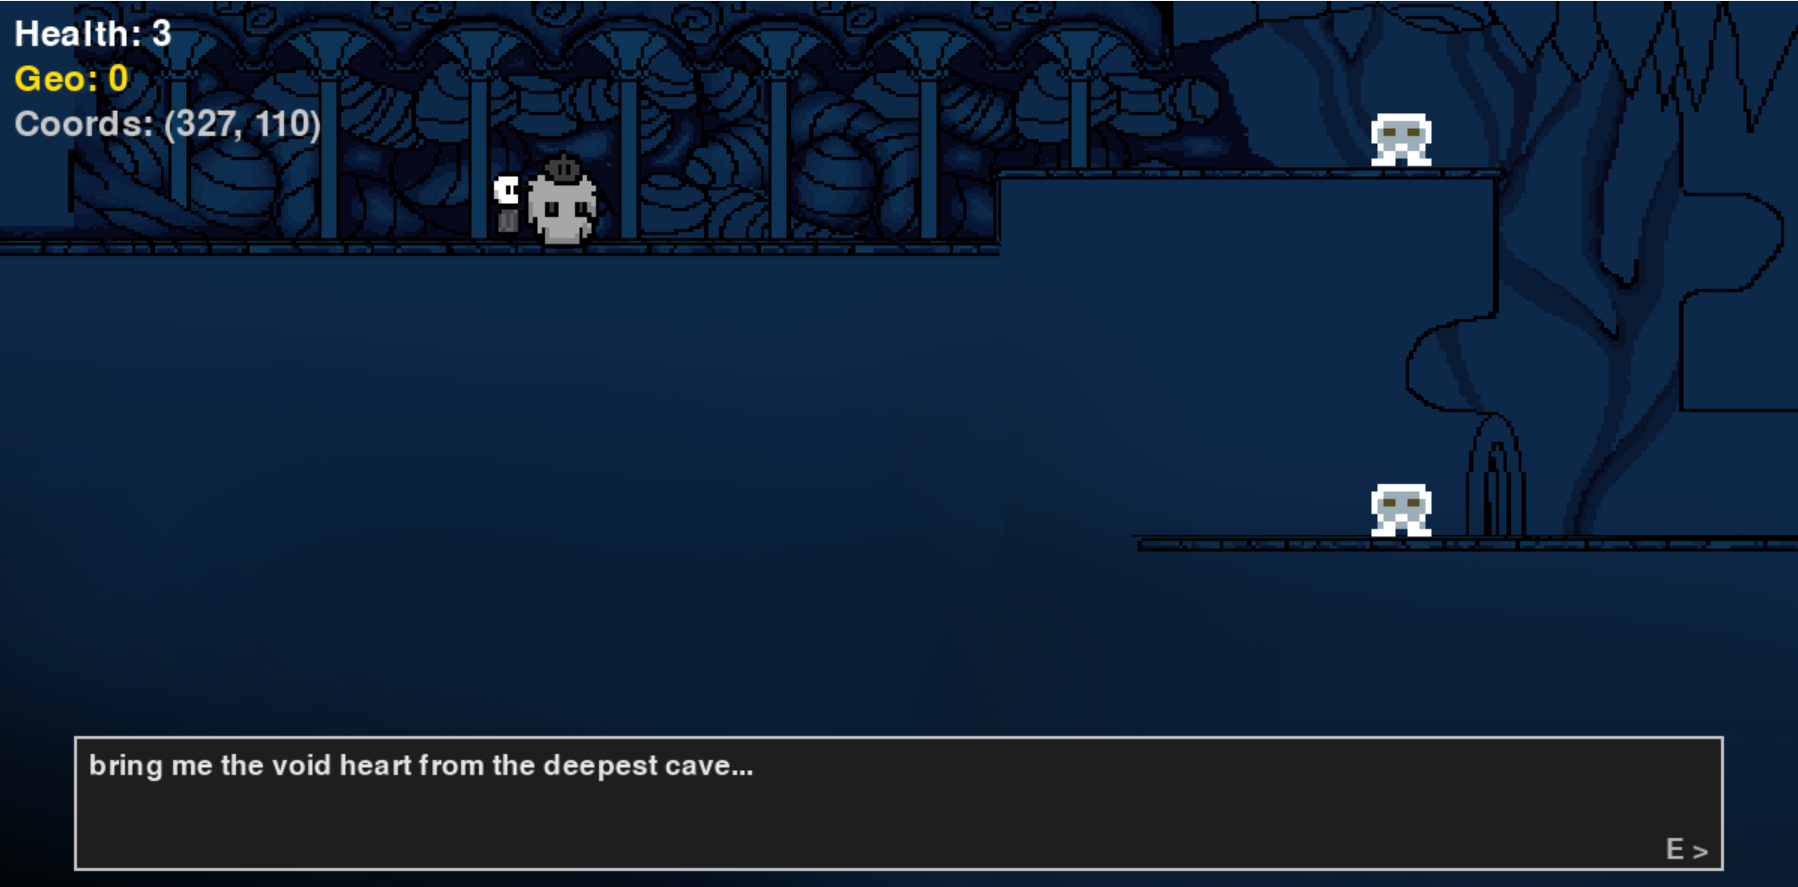 Health: 3
Geo: 0
Coords: (327, 110)
bring me the void heart from the deepest cave...
E >